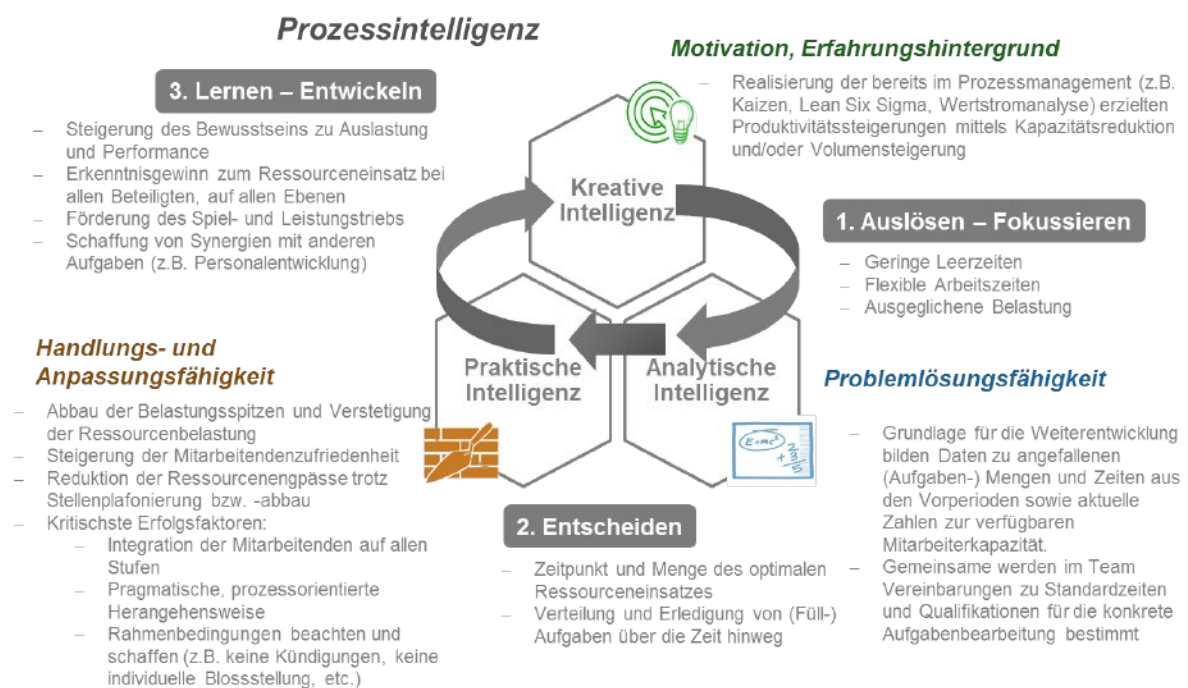 Prozessintelligenz
Motivation, Erfahrungshintergrund
– Realisierung der bereits im Prozessmanagement (z.B.
Kaizen, Lean Six Sigma, Wertstromanalyse) erzielten
Produktivitätssteigerungen mittels Kapazitätsreduktion
und/oder Volumensteigerung
3. Lernen – Entwickeln
– Steigerung des Bewusstseins zu Auslastung
und Performance
– Erkenntnisgewinn zum Ressourceneinsatz bei
allen Beteiligten, auf allen Ebenen
– Förderung des Spiel- und Leistungstriebs
– Schaffung von Synergien mit anderen
Aufgaben (z.B. Personalentwicklung)
Kreative
Intelligenz
1. Auslösen – Fokussieren
– Geringe Leerzeiten
– Flexible Arbeitszeiten
– Ausgeglichene Belastung
Praktische
Intelligenz
Analytische
Intelligenz
E=mc²
+
Handlungs- und
Anpassungsfähigkeit
– Abbau der Belastungsspitzen und Verstetigung
der Ressourcenbelastung
– Steigerung der Mitarbeitendenzufriedenheit
– Reduktion der Ressourcenengpässe trotz
Stellenplafonierung bzw. -abbau
– Kritischste Erfolgsfaktoren:
– Integration der Mitarbeitenden auf allen
Stufen
– Pragmatische, prozessorientierte
Herangehensweise
– Rahmenbedingungen beachten und
schaffen (z.B. keine Kündigungen, keine
individuelle Blossstellung, etc.)
2. Entscheiden
– Zeitpunkt und Menge des optimalen
Ressourceneinsatzes
– Verteilung und Erledigung von (Füll-)
Aufgaben über die Zeit hinweg
Problemlösungsfähigkeit
– Grundlage für die Weiterentwicklung
bilden Daten zu angefallenen
(Aufgaben-) Mengen und Zeiten aus
den Vorperioden sowie aktuelle
Zahlen zur verfügbaren
Mitarbeiterkapazität.
– Gemeinsame werden im Team
Vereinbarungen zu Standardzeiten
und Qualifikationen für die konkrete
Aufgabenbearbeitung bestimmt